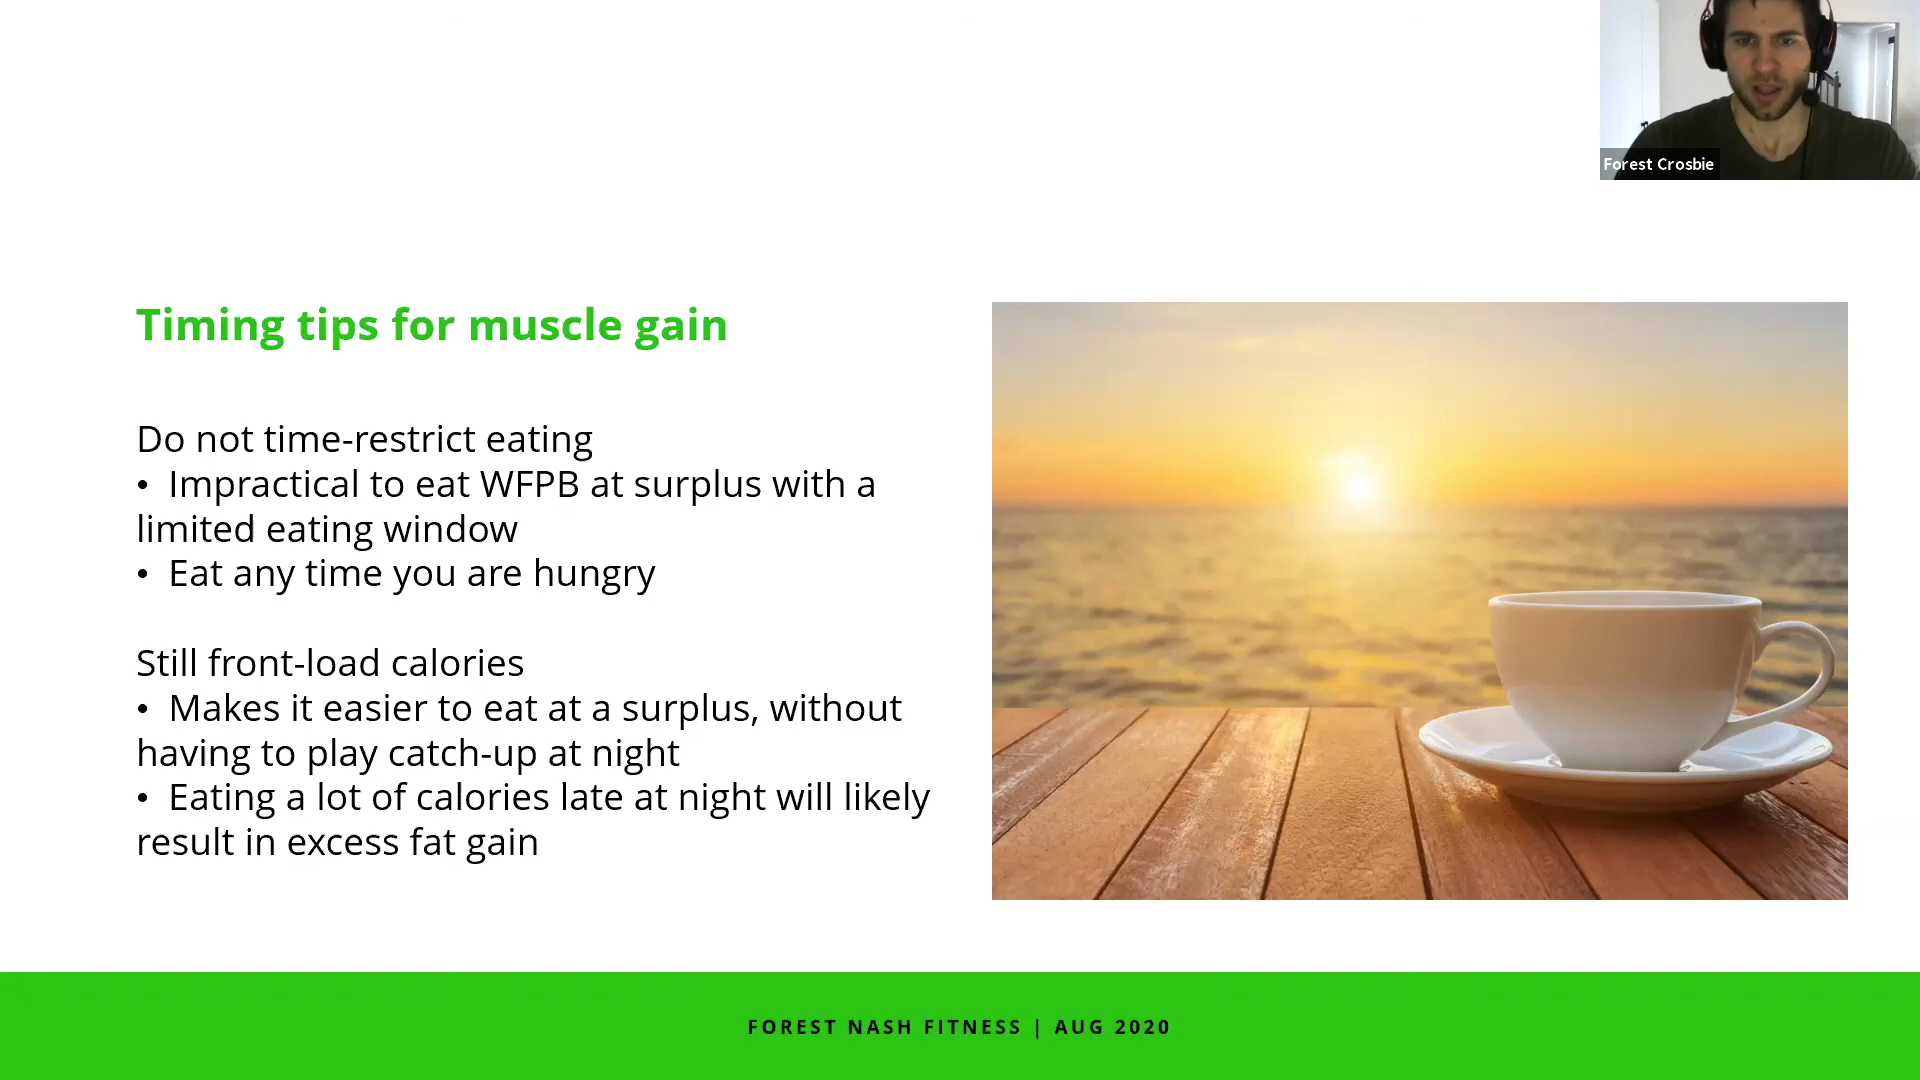 Forest Crosbie
Timing tips for muscle gain
Do not time-restrict eating
• Impractical to eat WFPB at surplus with a
limited eating window
• Eat any time you are hungry
Still front-load calories
• Makes it easier to eat at a surplus, without
having to play catch-up at night
• Eating a lot of calories late at night will likely
result in excess fat gain
FOREST NASH FITNESS | AUG 2020